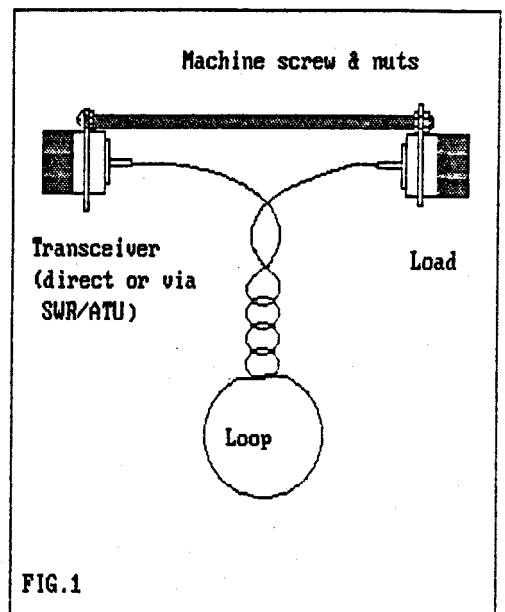 Machine screw & nuts
Transceiver
(direct or via
SWR/ATU)
Load
Loop
FIG.1